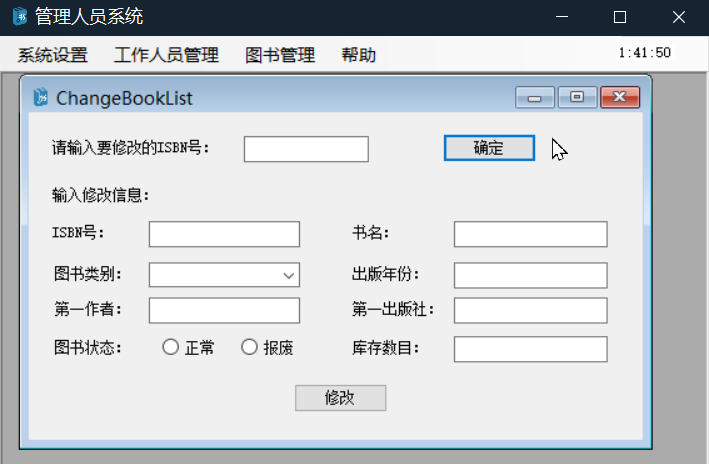 管理人员系统
系统设置 工作人员管理 图书管理 帮助 1:41:50
ChangeBookList
请输入要修改的ISBN号： 确定
输入修改信息：
ISBN号： 书名：
图书类别： 出版年份：
第一作者： 第一出版社：
图书状态： 正常 报废 库存数目：
修改